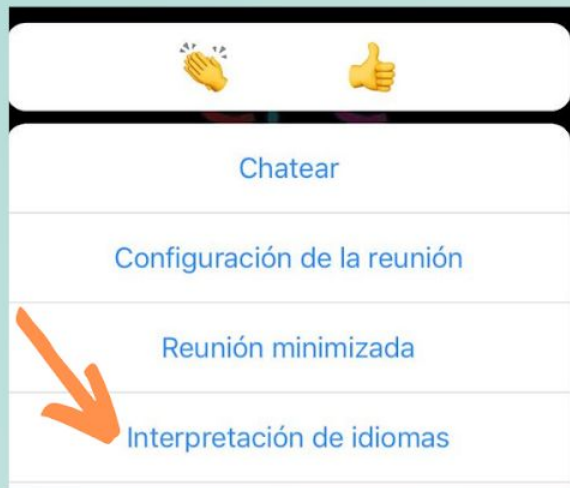 Chatear
Configuración de la reunión
Reunión minimizada
Interpretación de idiomas